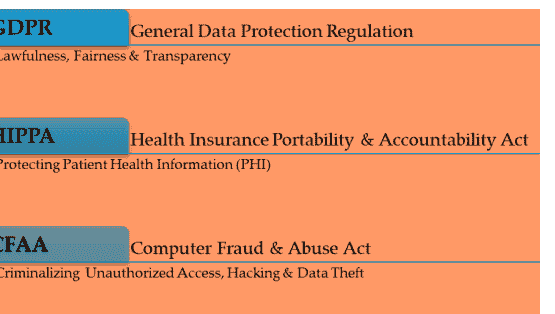 GDPR
General Data Protection Regulation
Lawfulness, Fairness & Transparency
HIPPA
Health Insurance Portability & Accountability Act
Protecting Patient Health Information (PHI)
CFAA
Computer Fraud & Abuse Act
Criminalizing Unauthorized Access, Hacking & Data Theft